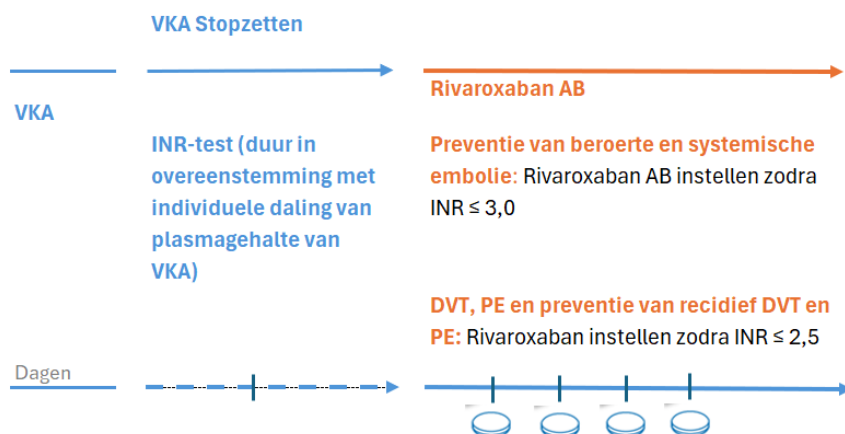 VKA Stopzetten
VKA
INR-test (duur in
overeenstemming met
individuele daling van
plasmagehalte van
VKA)
Rivaroxaban AB
Preventie van beroerte en systemische
embolie: Rivaroxaban AB instellen zodra
INR ≤ 3,0
DVT, PE en preventie van recidief DVT en
PE: Rivaroxaban instellen zodra INR ≤ 2,5
Dagen